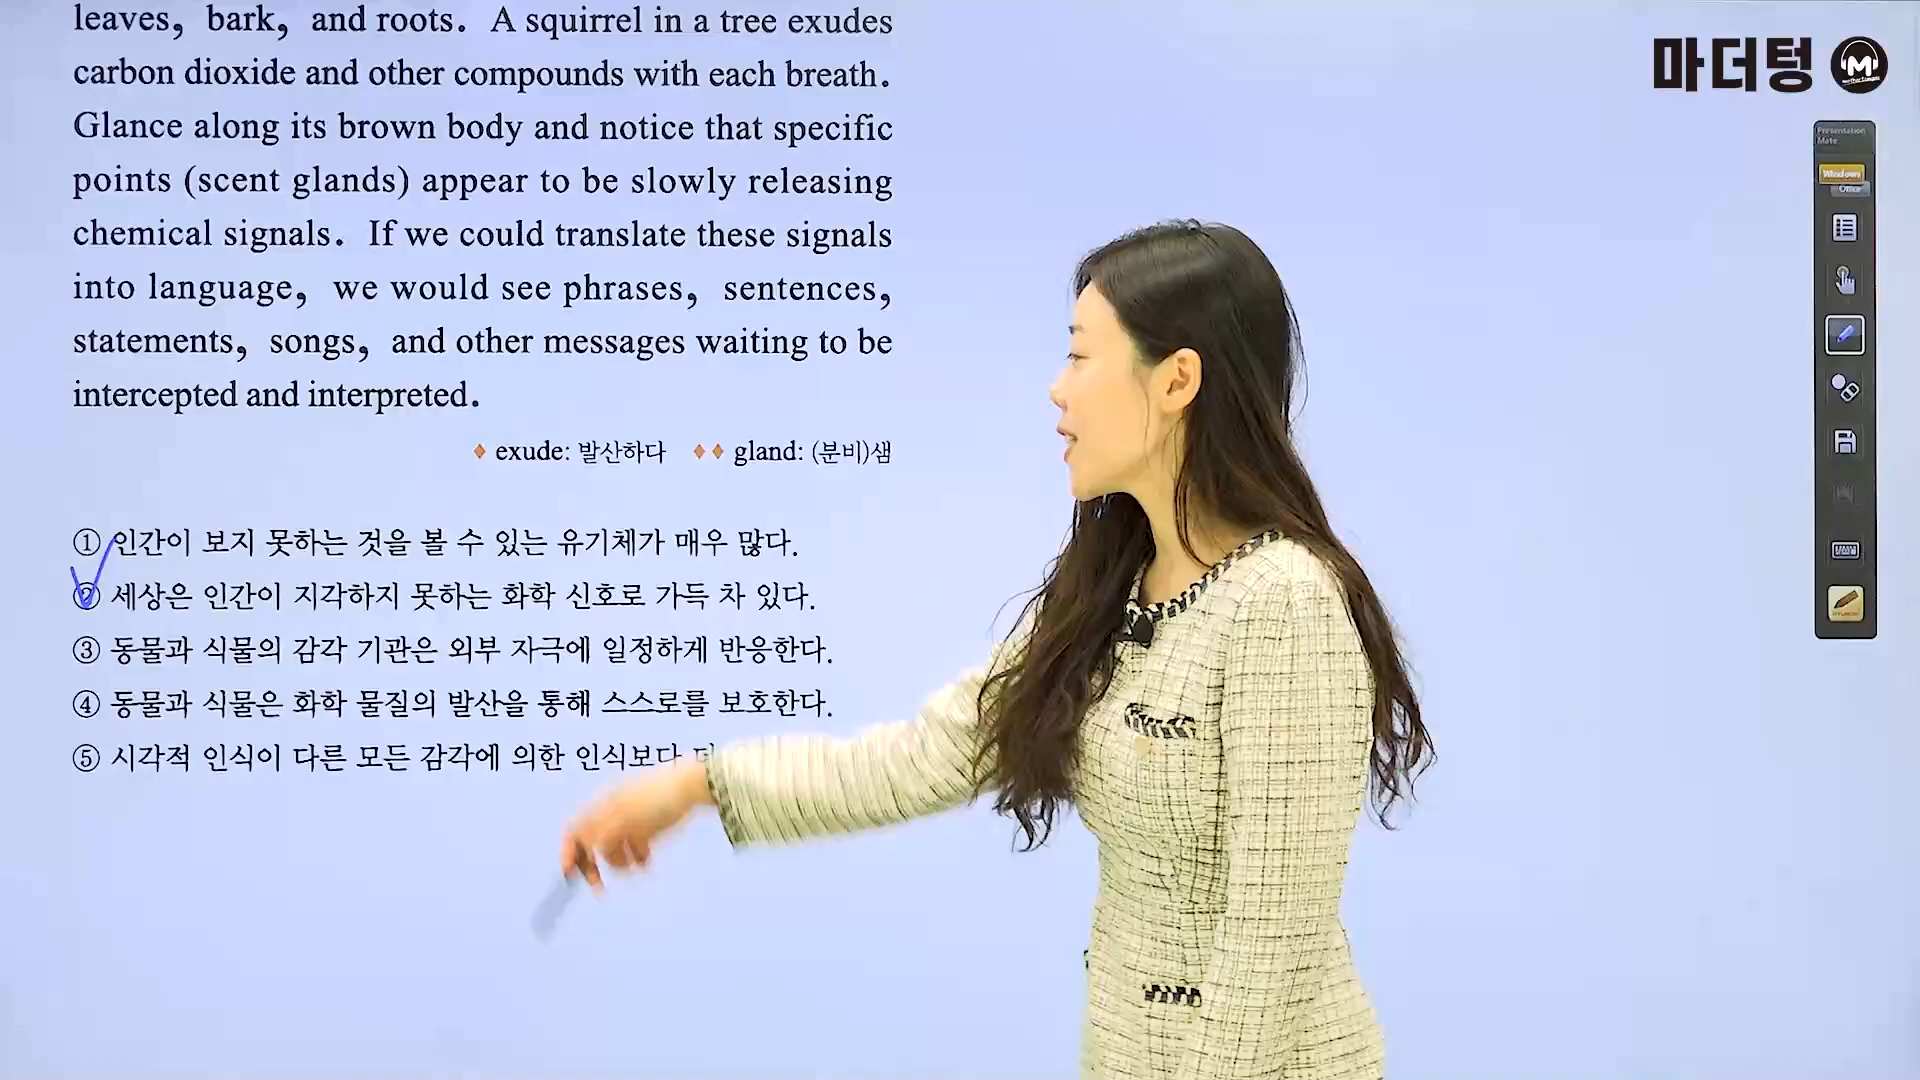 마더텅
leaves, bark, and roots. A squirrel in a tree exudes
carbon dioxide and other compounds with each breath.
Glance along its brown body and notice that specific
points (scent glands) appear to be slowly releasing
chemical signals. If we could translate these signals
into language, we would see phrases, sentences,
statements, songs, and other messages waiting to be
intercepted and interpreted.
♦ exude: 발산하다 ♦♦ gland: (분비)샘
① 인간이 보지 못하는 것을 볼 수 있는 유기체가 매우 많다.
② 세상은 인간이 지각하지 못하는 화학 신호로 가득 차 있다.
③ 동물과 식물의 감각 기관은 외부 자극에 일정하게 반응한다.
④ 동물과 식물은 화학 물질의 발산을 통해 스스로를 보호한다.
⑤ 시각적 인식이 다른 모든 감각에 의한 인식보다
Presentation
Mate
Windows
Office